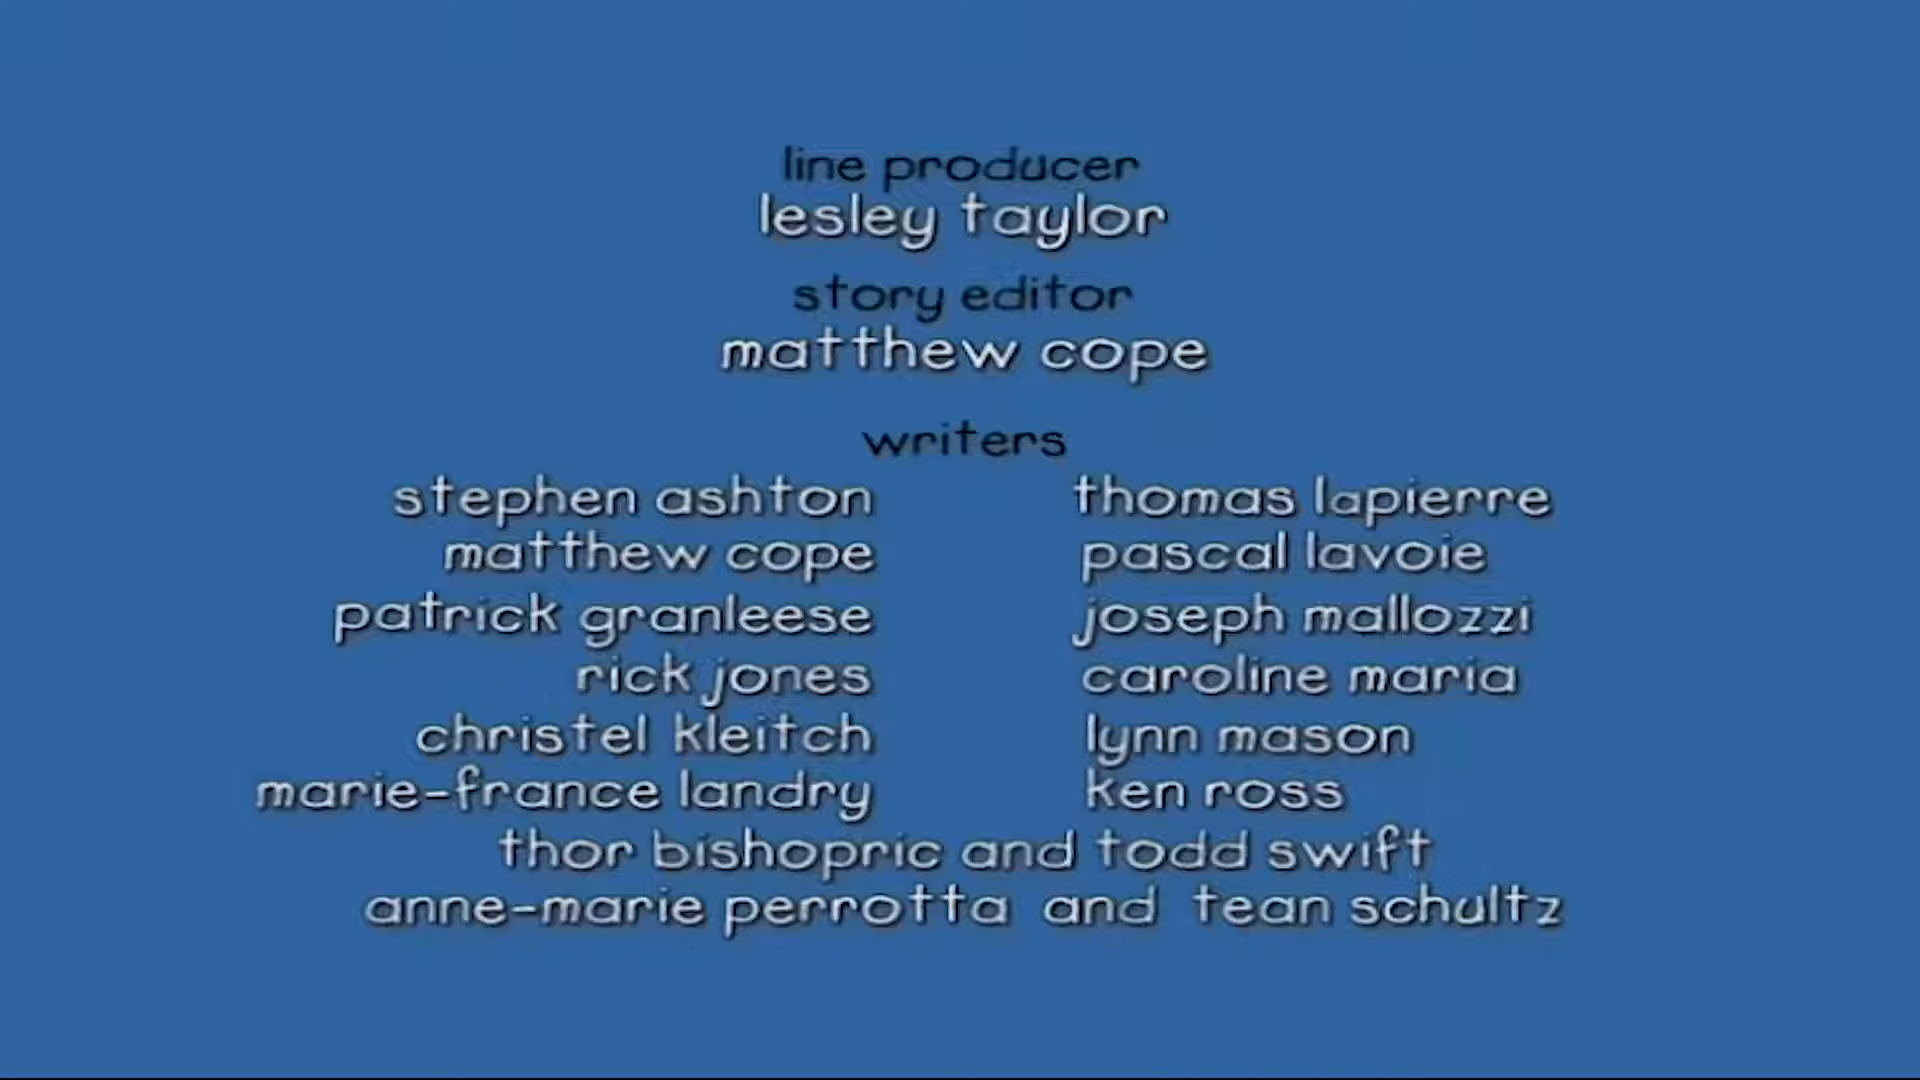 line producer
lesley taylor
story editor
matthew cope
writers
stephen ashton thomas lapierre
matthew cope pascal lavoie
patrick granleese joseph mallozzi
rick jones caroline maria
christel kleitch lynn mason
marie-france landry ken ross
thor bishopric and todd swift
anne-marie perrotta and tean schultz